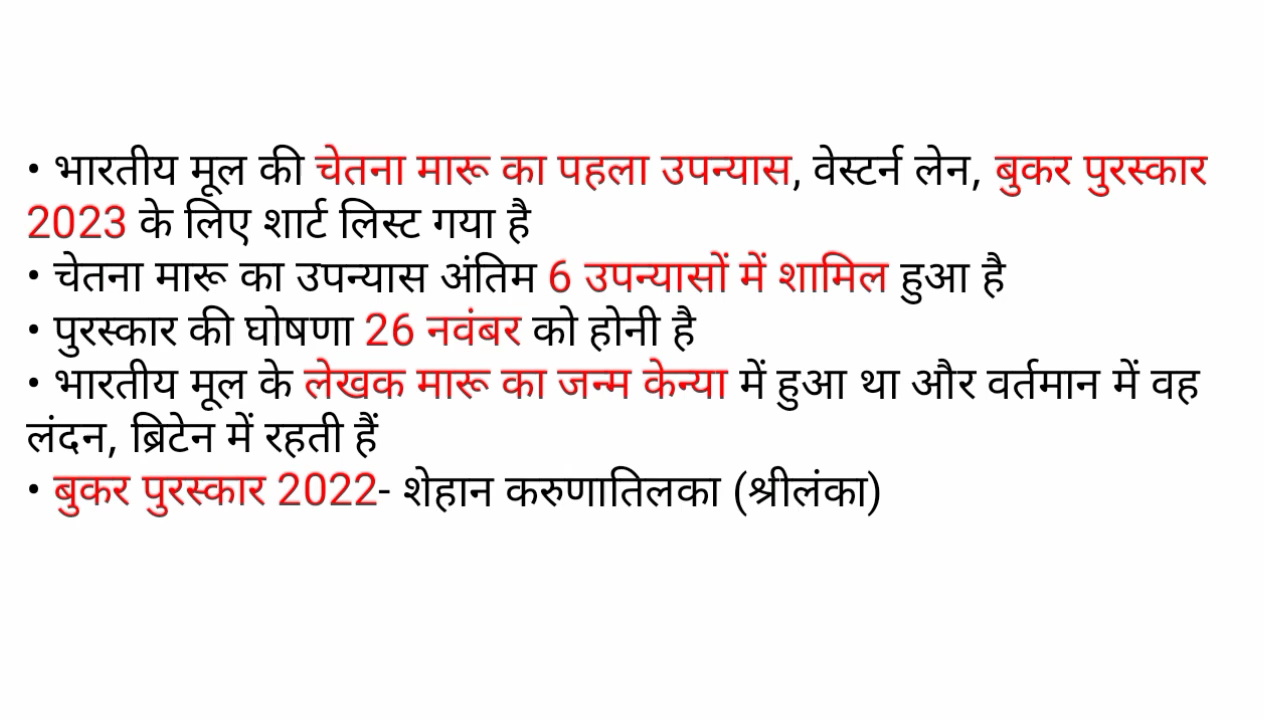 • भारतीय मूल की चेतना मारू का पहला उपन्यास, वेस्टर्न लेन, बुकर पुरस्कार
2023 के लिए शार्ट लिस्ट गया है
• चेतना मारू का उपन्यास अंतिम 6 उपन्यासों में शामिल हुआ है
• पुरस्कार की घोषणा 26 नवंबर को होनी है
• भारतीय मूल के लेखक मारू का जन्म केन्या में हुआ था और वर्तमान में वह
लंदन, ब्रिटेन में रहती हैं
• बुकर पुरस्कार 2022- शेहान करुणातिलका (श्रीलंका)